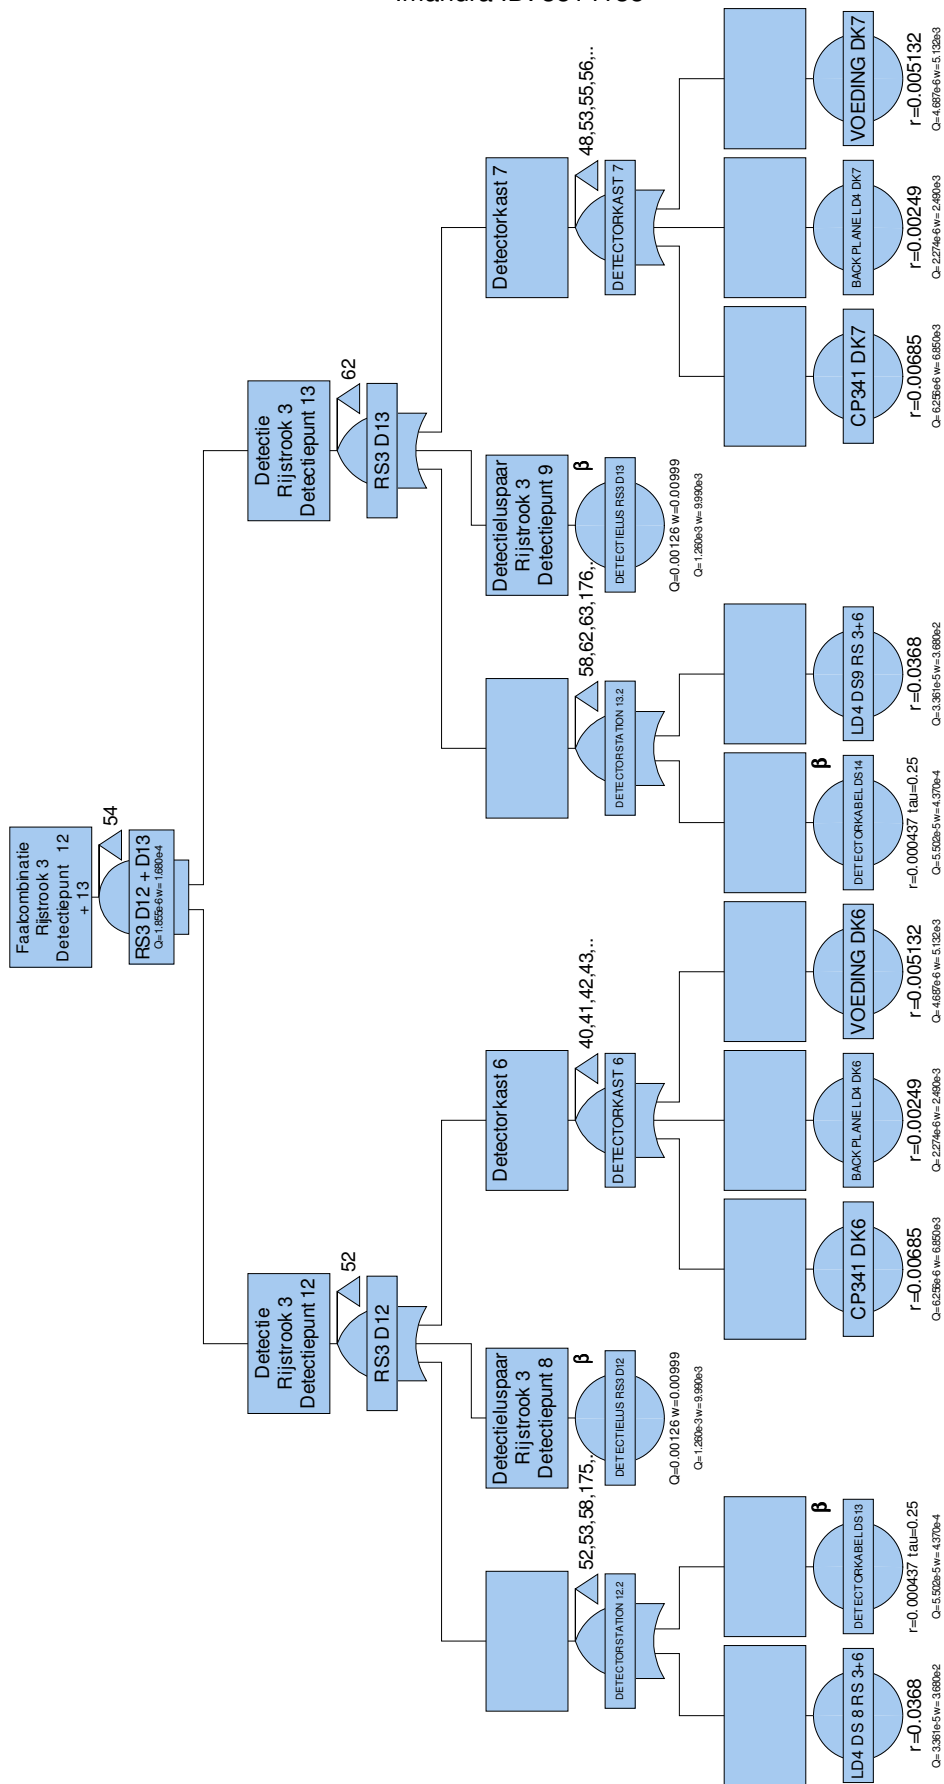 Faalcombinatie
Rijstrook 3
Detectiepunt 12
+ 13
54
RS3 D12 + D13
Q=1.855e-6 w=1.680e-4
Detectie
Rijstrook 3
Detectiepunt 12
52
RS3 D12
Detectie
Rijstrook 3
Detectiepunt 13
62
RS3 D13
52,53,58,175,.
DETECTORSTATION 12.2
Detectieluspaar
Rijstrook 3
Detectiepunt 8
β
DETECTIELUS RS3 D12
Q=0.00126 w=0.00999
Q=1.260e-3 w=9.990e-3
Detectorkast 6
40,41,42,43,..
DETECTORKAST 6
58,62,63,176,.
DETECTORSTATION 13.2
Detectieluspaar
Rijstrook 3
Detectiepunt 9
β
DETECTIELUS RS3 D13
Q=0.00126 w=0.00999
Q=1.260e-3 w=9.990e-3
Detectorkast 7
48,53,55,56,..
DETECTORKAST 7
LD4 DS 8 RS 3+6
r=0.0368
Q=3.361e-5 w=3.680e-2
β
DETECTORKABEL DS13
r=0.000437 tau=0.25
Q=5.502e-5 w=4.370e-4
CP341 DK6
r=0.00685
Q=6.256e-6 w=6.850e-3
BACK PLANE LD4 DK6
r=0.00249
Q=2.274e-6 w=2.490e-3
VOEDING DK6
r=0.005132
Q=4.687e-6 w=5.132e-3
β
DETECTORKABEL DS14
r=0.000437 tau=0.25
Q=5.502e-5 w=4.370e-4
LD4 DS9 RS 3+6
r=0.0368
Q=3.361e-5 w=3.680e-2
CP341 DK7
r=0.00685
Q=6.256e-6 w=6.850e-3
BACK PLANE LD4 DK7
r=0.00249
Q=2.274e-6 w=2.490e-3
VOEDING DK7
r=0.005132
Q=4.687e-6 w=5.132e-3